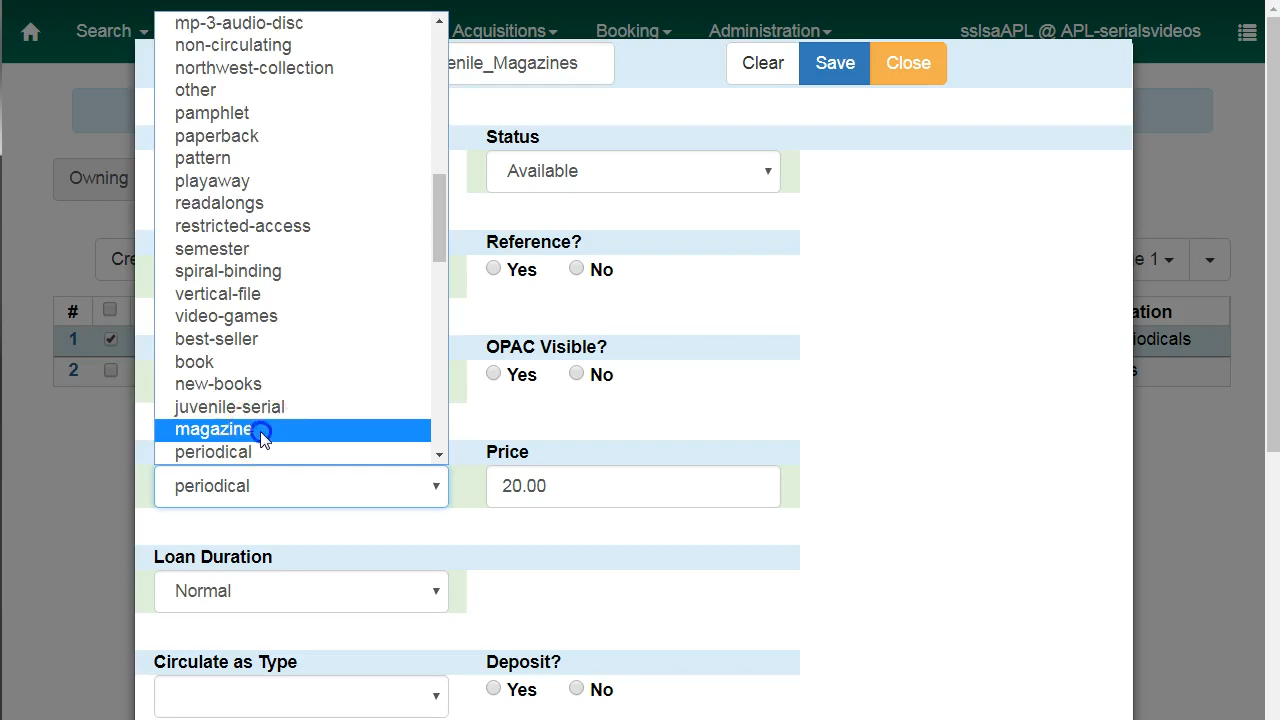 Search
Acquisitions
Booking
Administration
sslsaAPL @ APL-serialsvideos
enile_Magazines
Clear
Save
Close
mp-3-audio-disc
non-circulating
northwest-collection
other
pamphlet
paperback
pattern
playaway
readalongs
restricted-access
semester
spiral-binding
vertical-file
video-games
best-seller
book
new-books
juvenile-serial
magazine
periodical
periodical
Status
Available
Owning
Reference?
Yes
No
Cre
e 1
#
ation
1
iodicals
2
s
OPAC Visible?
Yes
No
Price
20.00
Loan Duration
Normal
Circulate as Type
Deposit?
Yes
No